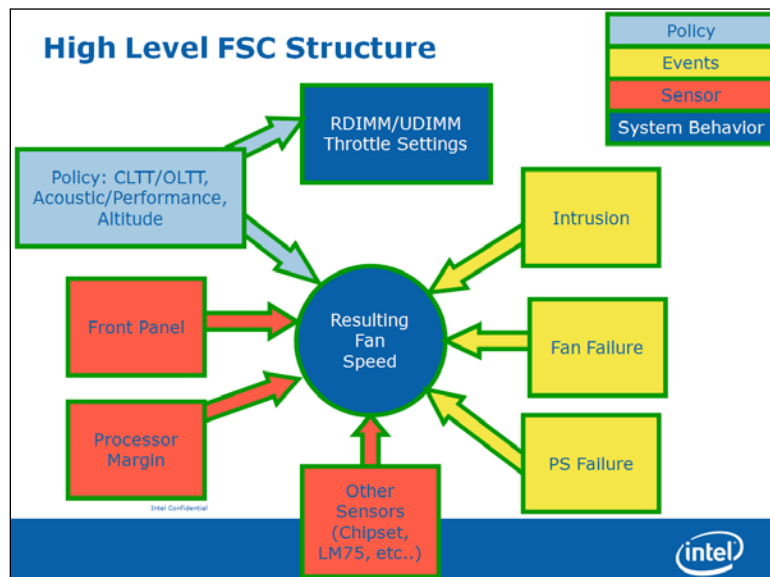 High Level FSC Structure
Policy
Events
Sensor
System Behavior
RDIMM/UDIMM
Throttle Settings
Policy: CLTT/OLTT,
Acoustic/Performance,
Altitude
Intrusion
Front Panel
Resulting
Fan
Speed
Fan Failure
Processor
Margin
PS Failure
Other
Sensors
(Chipset,
LM75, etc..)
Intel Confidential
intel